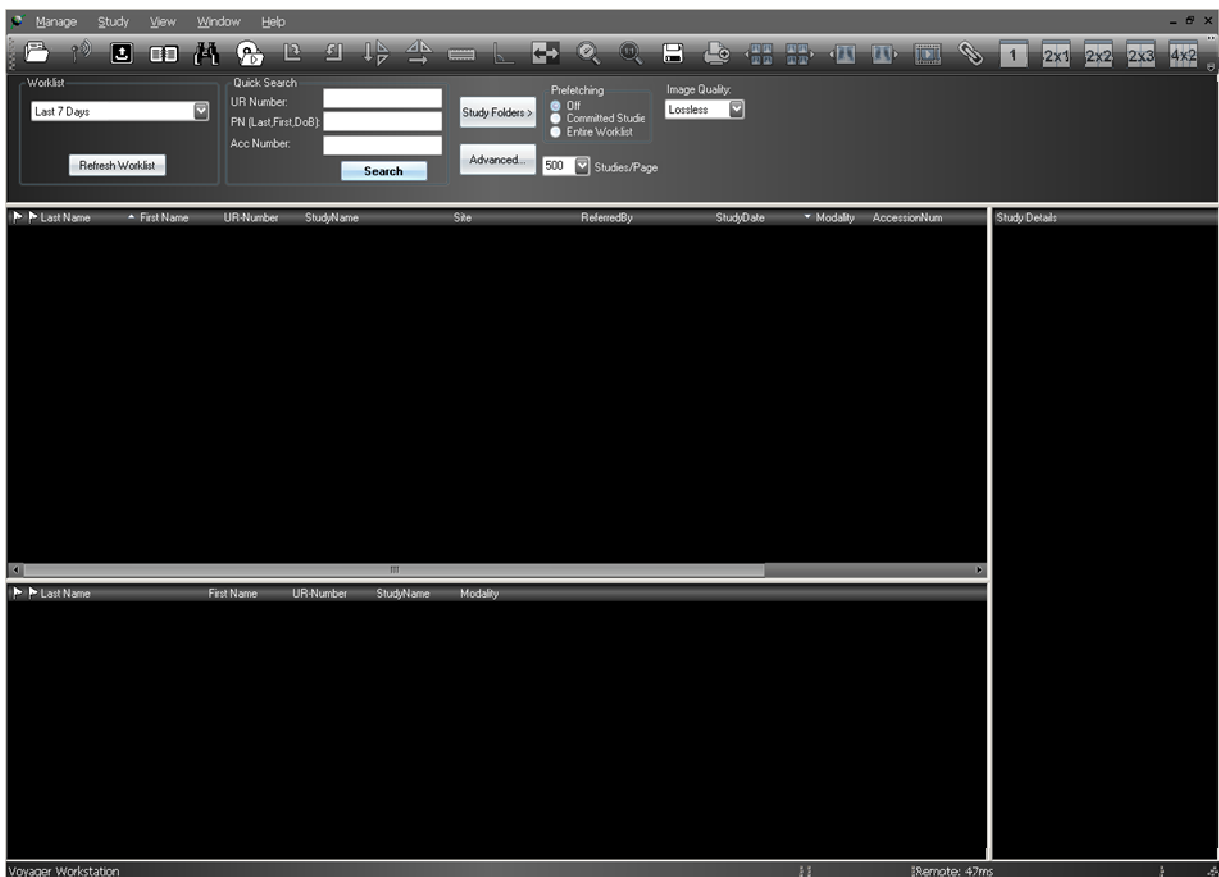 Manage Study View Window Help
1 2x1 2x2 2x3 4x2
Worklist
Last 7 Days
Refresh Worklist
Quick Search
UR Number:
PN (Last,First,DoB):
Acc Number:
Search
Study Folders >
Advanced...
Prefetching
Off
Committed Studie
Entire Worklist
500 Studies/Page
Image Quality:
Lossless
Last Name First Name UR-Number StudyName Site ReferredBy StudyDate Modality AccessionNum
Study Details
Last Name First Name UR-Number StudyName Modality
Voyager Workstation Remote: 47ms